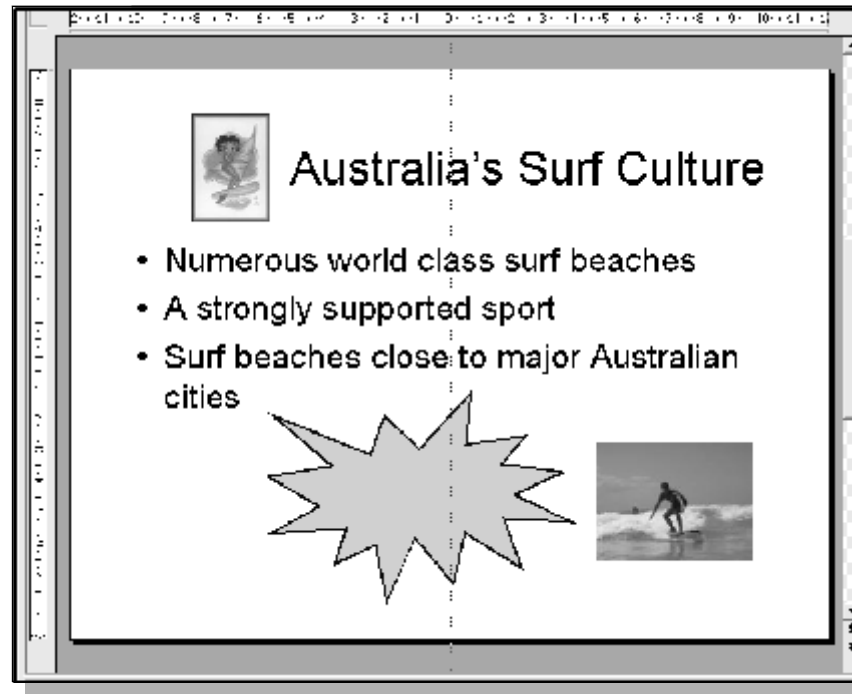 Australia's Surf Culture
• Numerous world class surf beaches
• A strongly supported sport
• Surf beaches close to major Australian
cities